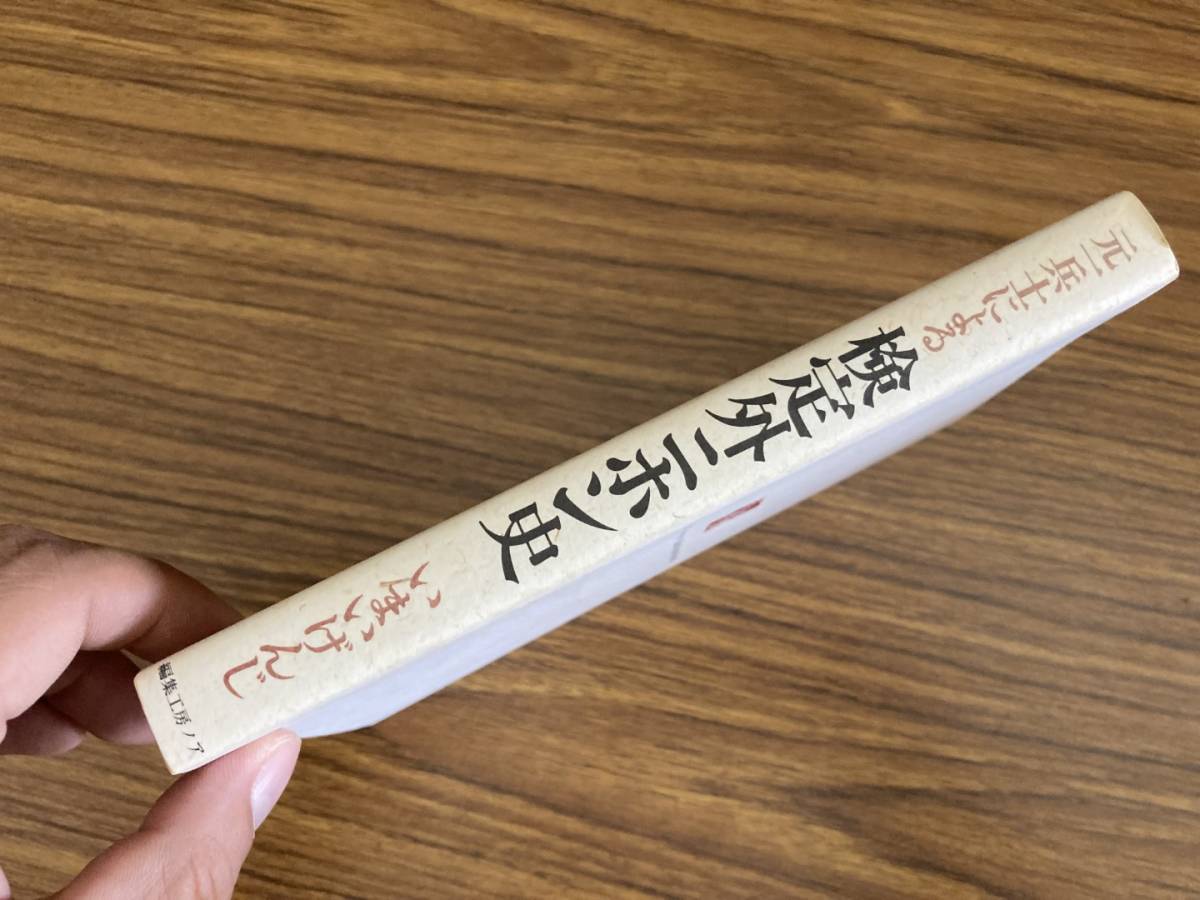 元一兵士による
検定外ニホン史
いまいげんじ
編集工房ノア